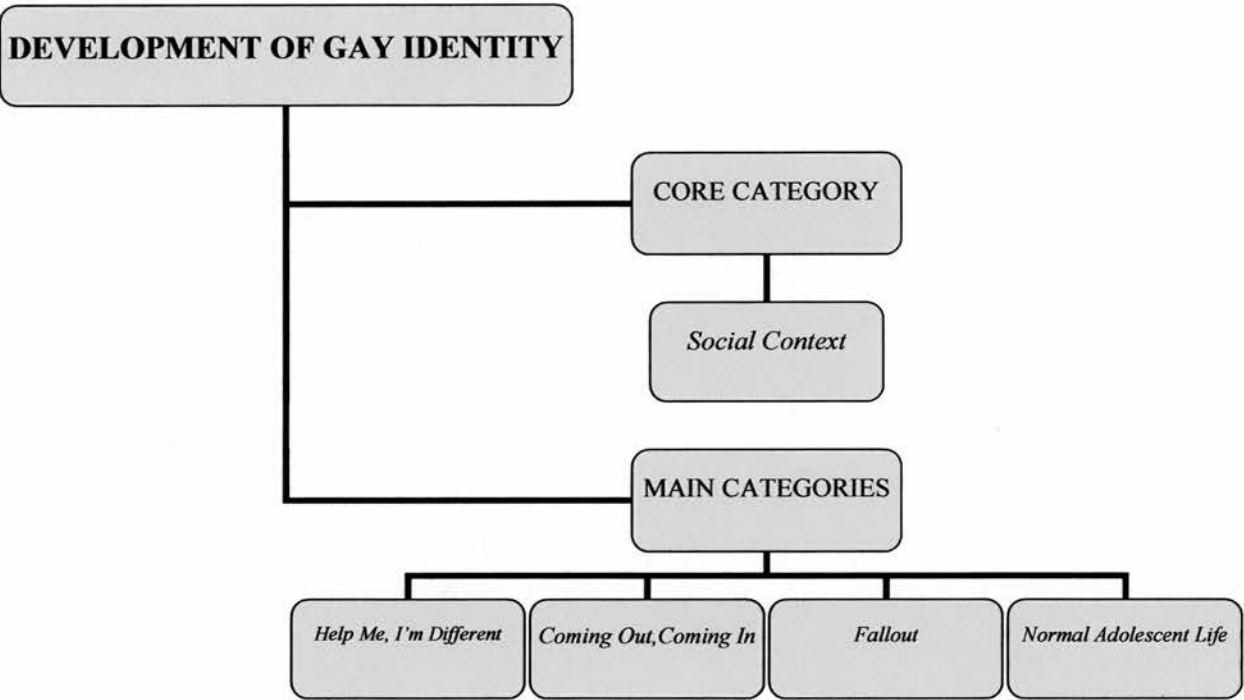 DEVELOPMENT OF GAY IDENTITY
CORE CATEGORY
Social Context
MAIN CATEGORIES
Help Me, I'm Different
Coming Out,Coming In
Fallout
Normal Adolescent Life